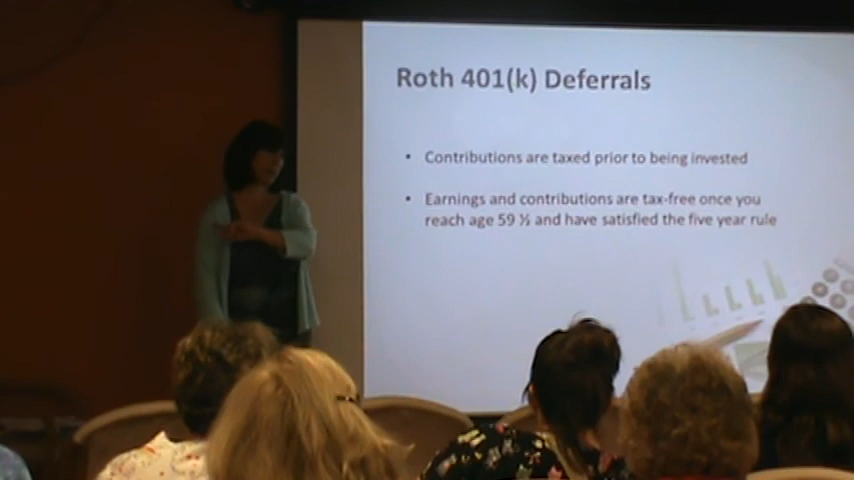 Roth 401(k) Deferrals
• Contributions are taxed prior to being invested
• Earnings and contributions are tax-free once you
reach age 59 ½ and have satisfied the five year rule